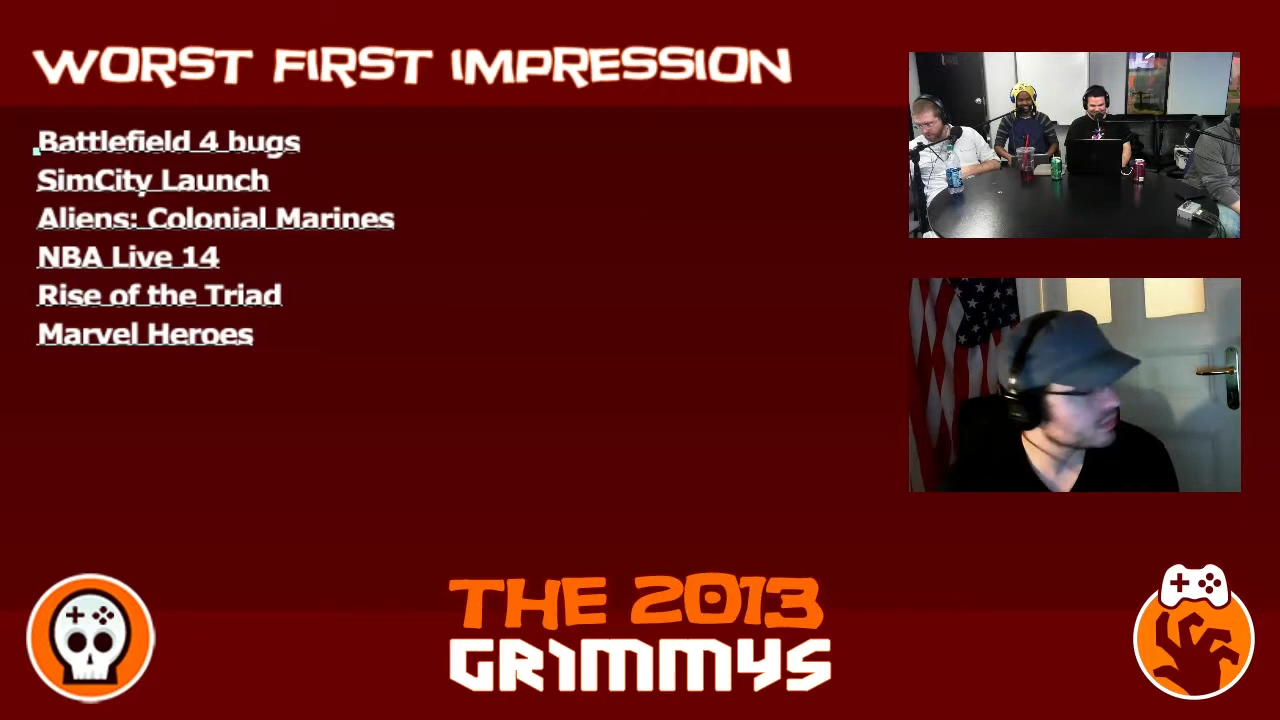 WORST FIRST IMPRESSION
Battlefield 4 bugs
SimCity Launch
Aliens: Colonial Marines
NBA Live 14
Rise of the Triad
Marvel Heroes
THE 2013
GR1MM4S